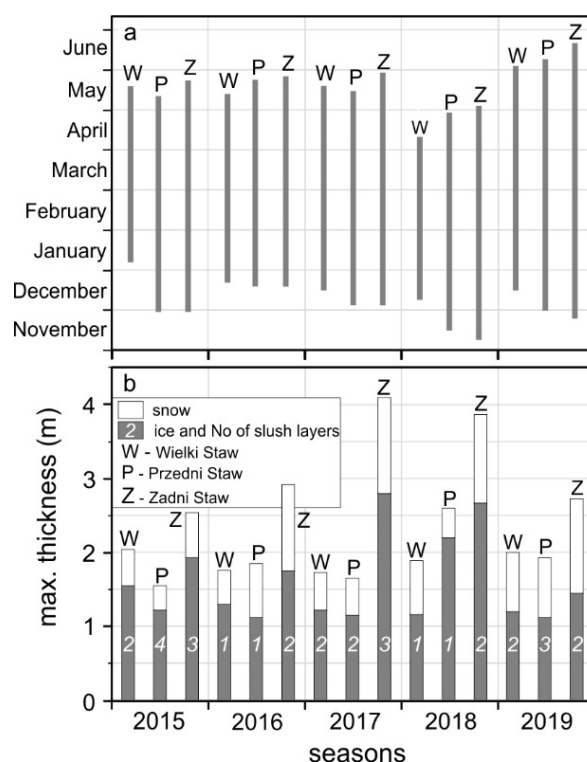 a
June
May
April
March
February
January
December
November
W P Z W P Z W P Z W P Z W P Z
b
snow
2 ice and No of slush layers
W - Wielki Staw
P - Przedni Staw
Z - Zadni Staw
max. thickness (m)
4
3
2
1
0
W P Z W P Z W P Z W P Z W P Z
2 4 3 1 1 2 2 2 3 1 1 2 2 3 2
2015 2016 2017 2018 2019
seasons